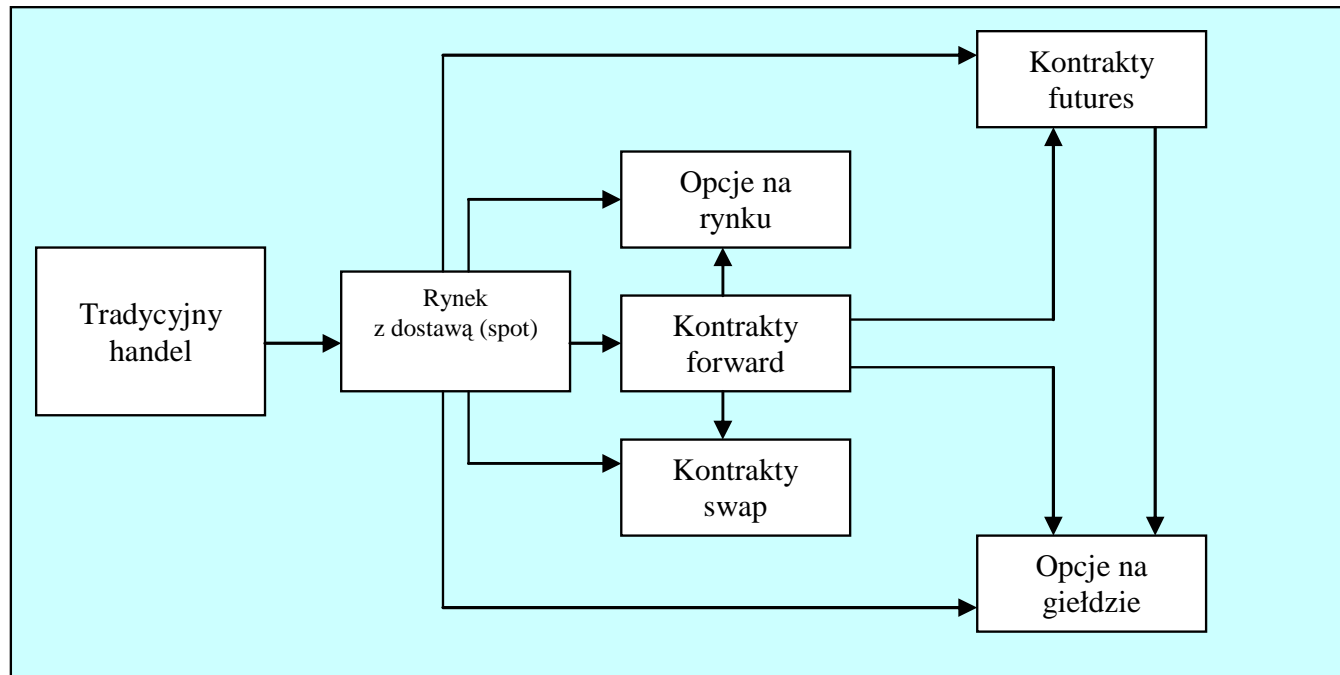 Kontrakty
futures
Opcje na
rynku
Tradycyjny
handel
Rynek
z dostawą (spot)
Kontrakty
forward
Kontrakty
swap
Opcje na
giełdzie